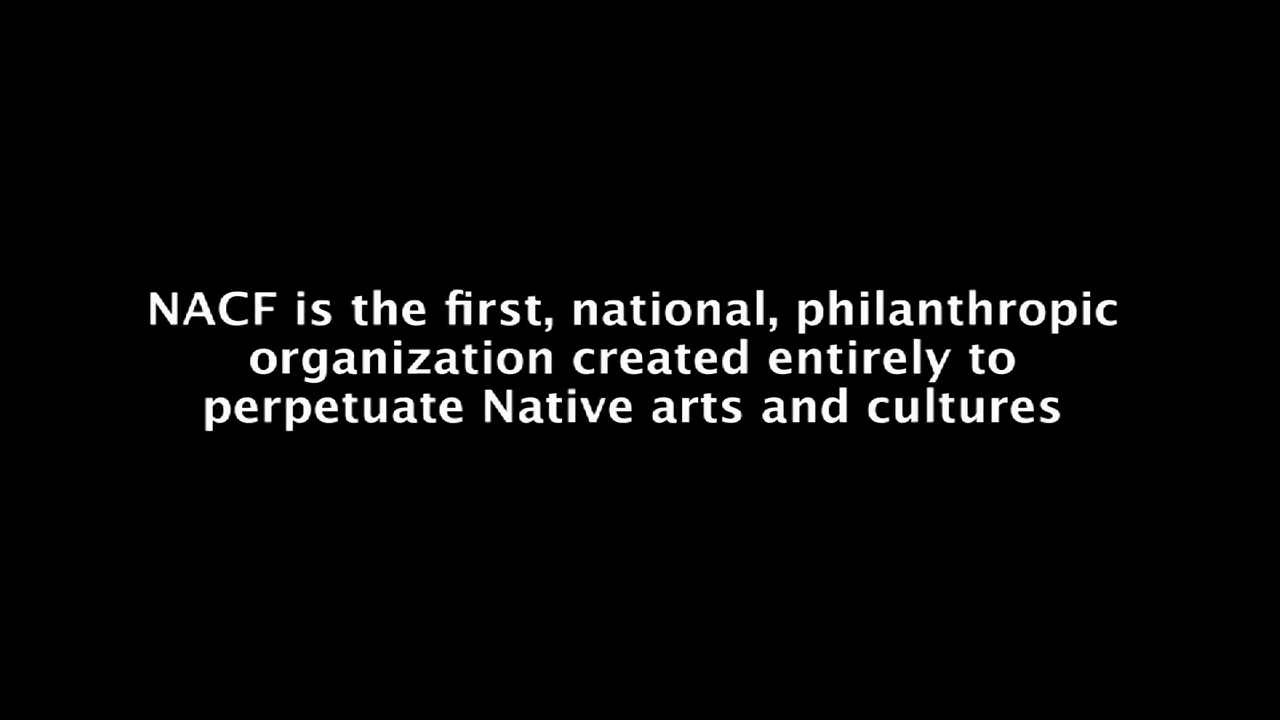 NACF is the first, national, philanthropic
organization created entirely to
perpetuate Native arts and cultures